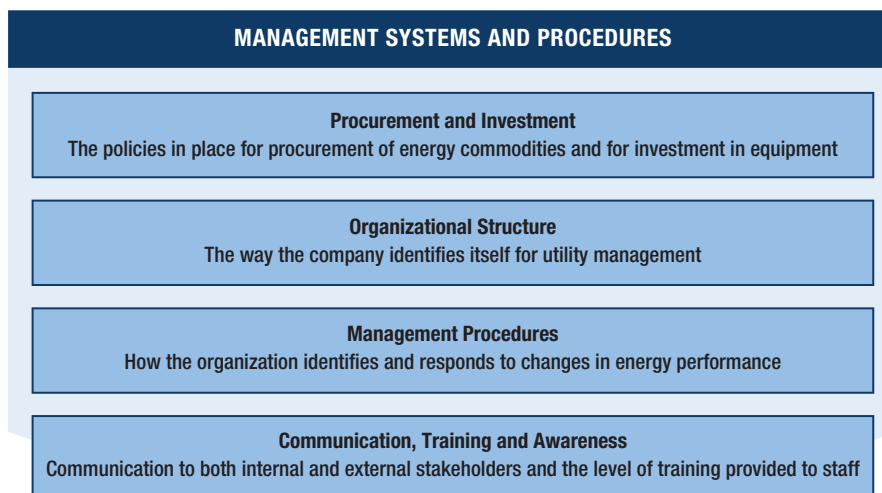 MANAGEMENT SYSTEMS AND PROCEDURES
Procurement and Investment
The policies in place for procurement of energy commodities and for investment in equipment
Organizational Structure
The way the company identifies itself for utility management
Management Procedures
How the organization identifies and responds to changes in energy performance
Communication, Training and Awareness
Communication to both internal and external stakeholders and the level of training provided to staff